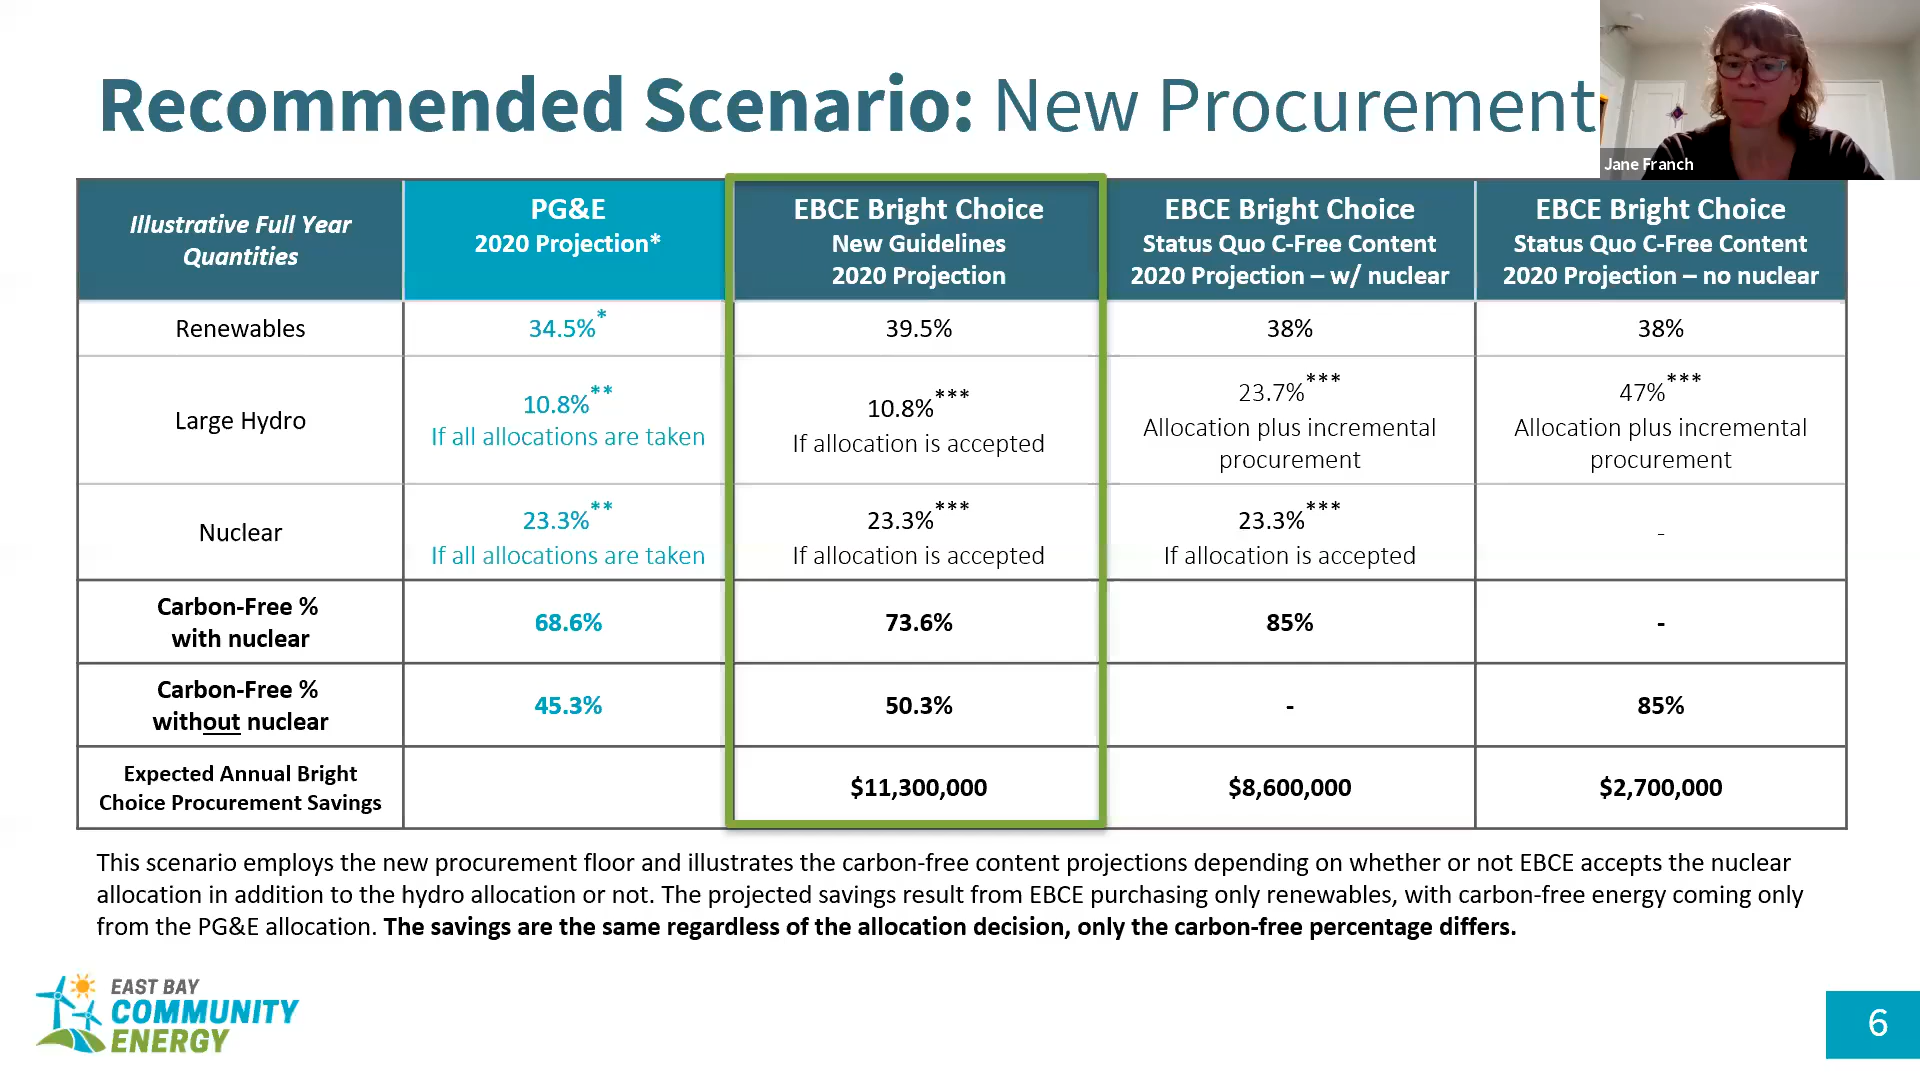 Recommended Scenario: New Procurement
Jane Franch
Illustrative Full Year
Quantities
PG&E
2020 Projection*
EBCE Bright Choice
New Guidelines
2020 Projection
EBCE Bright Choice
Status Quo C-Free Content
2020 Projection – w/ nuclear
EBCE Bright Choice
Status Quo C-Free Content
2020 Projection – no nuclear
Renewables
34.5%*
39.5%
38%
38%
Large Hydro
10.8%**
If all allocations are taken
10.8%***
If allocation is accepted
23.7%***
Allocation plus incremental
procurement
47%***
Allocation plus incremental
procurement
Nuclear
23.3%**
If all allocations are taken
23.3%***
If allocation is accepted
23.3%***
If allocation is accepted
-
Carbon-Free %
with nuclear
68.6%
73.6%
85%
-
Carbon-Free %
without nuclear
45.3%
50.3%
-
85%
Expected Annual Bright
Choice Procurement Savings
$11,300,000
$8,600,000
$2,700,000
This scenario employs the new procurement floor and illustrates the carbon-free content projections depending on whether or not EBCE accepts the nuclear
allocation in addition to the hydro allocation or not. The projected savings result from EBCE purchasing only renewables, with carbon-free energy coming only
from the PG&E allocation. The savings are the same regardless of the allocation decision, only the carbon-free percentage differs.
EAST BAY
COMMUNITY
ENERGY
6